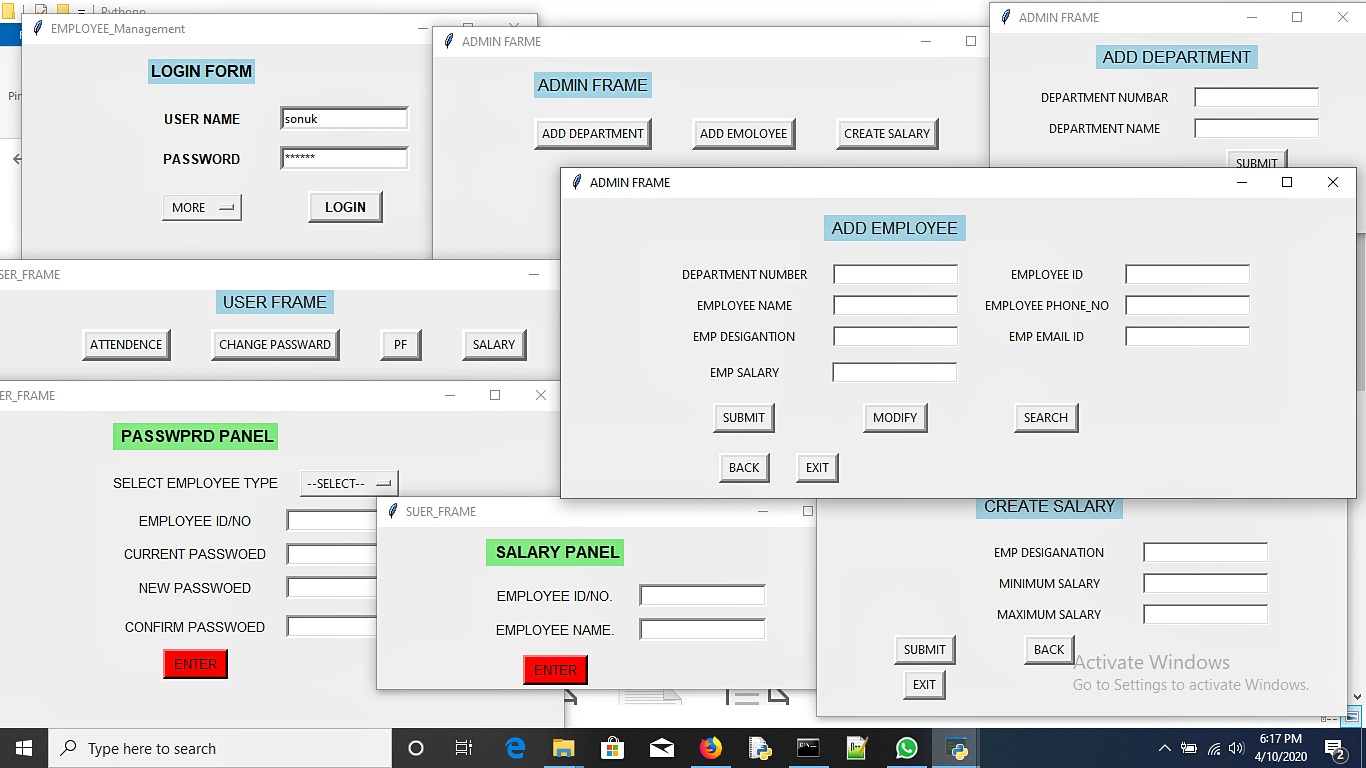 Pythonn
EMPLOYEE_Management
LOGIN FORM
USER NAME
sonuk
PASSWORD
******
MORE
LOGIN
ADMIN FARME
ADMIN FRAME
ADD DEPARTMENT
ADD EMOLOYEE
CREATE SALARY
ADMIN FRAME
ADD DEPARTMENT
DEPARTMENT NUMBAR
DEPARTMENT NAME
SUBMIT
ADMIN FRAME
ADD EMPLOYEE
DEPARTMENT NUMBER
EMPLOYEE ID
EMPLOYEE NAME
EMPLOYEE PHONE_NO
EMP DESIGANTION
EMP EMAIL ID
EMP SALARY
SUBMIT
MODIFY
SEARCH
BACK
EXIT
SER_FRAME
USER FRAME
ATTENDENCE
CHANGE PASSWARD
PF
SALARY
ER_FRAME
PASSWPRD PANEL
SELECT EMPLOYEE TYPE
--SELECT--
EMPLOYEE ID/NO
CURRENT PASSWOED
NEW PASSWOED
CONFIRM PASSWOED
ENTER
SUER_FRAME
SALARY PANEL
EMPLOYEE ID/NO.
EMPLOYEE NAME.
ENTER
CREATE SALARY
EMP DESIGANATION
MINIMUM SALARY
MAXIMUM SALARY
SUBMIT
BACK
EXIT
Activate Windows
Go to Settings to activate Windows.
Type here to search
6:17 PM
4/10/2020
2